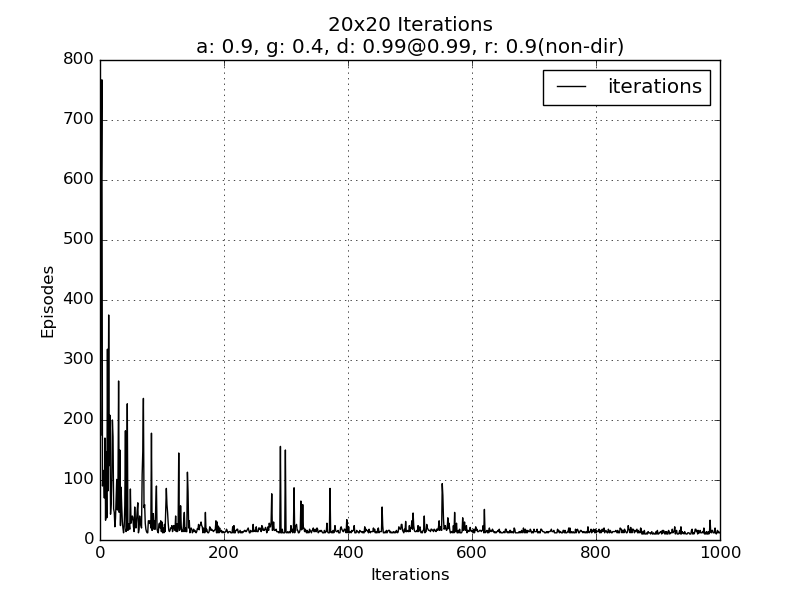 20x20 Iterations
a: 0.9, g: 0.4, d: 0.99@0.99, r: 0.9(non-dir)
800
iterations
700
600
500
400
300
200
100
0
Episodes
0 200 400 600 800 1000
Iterations